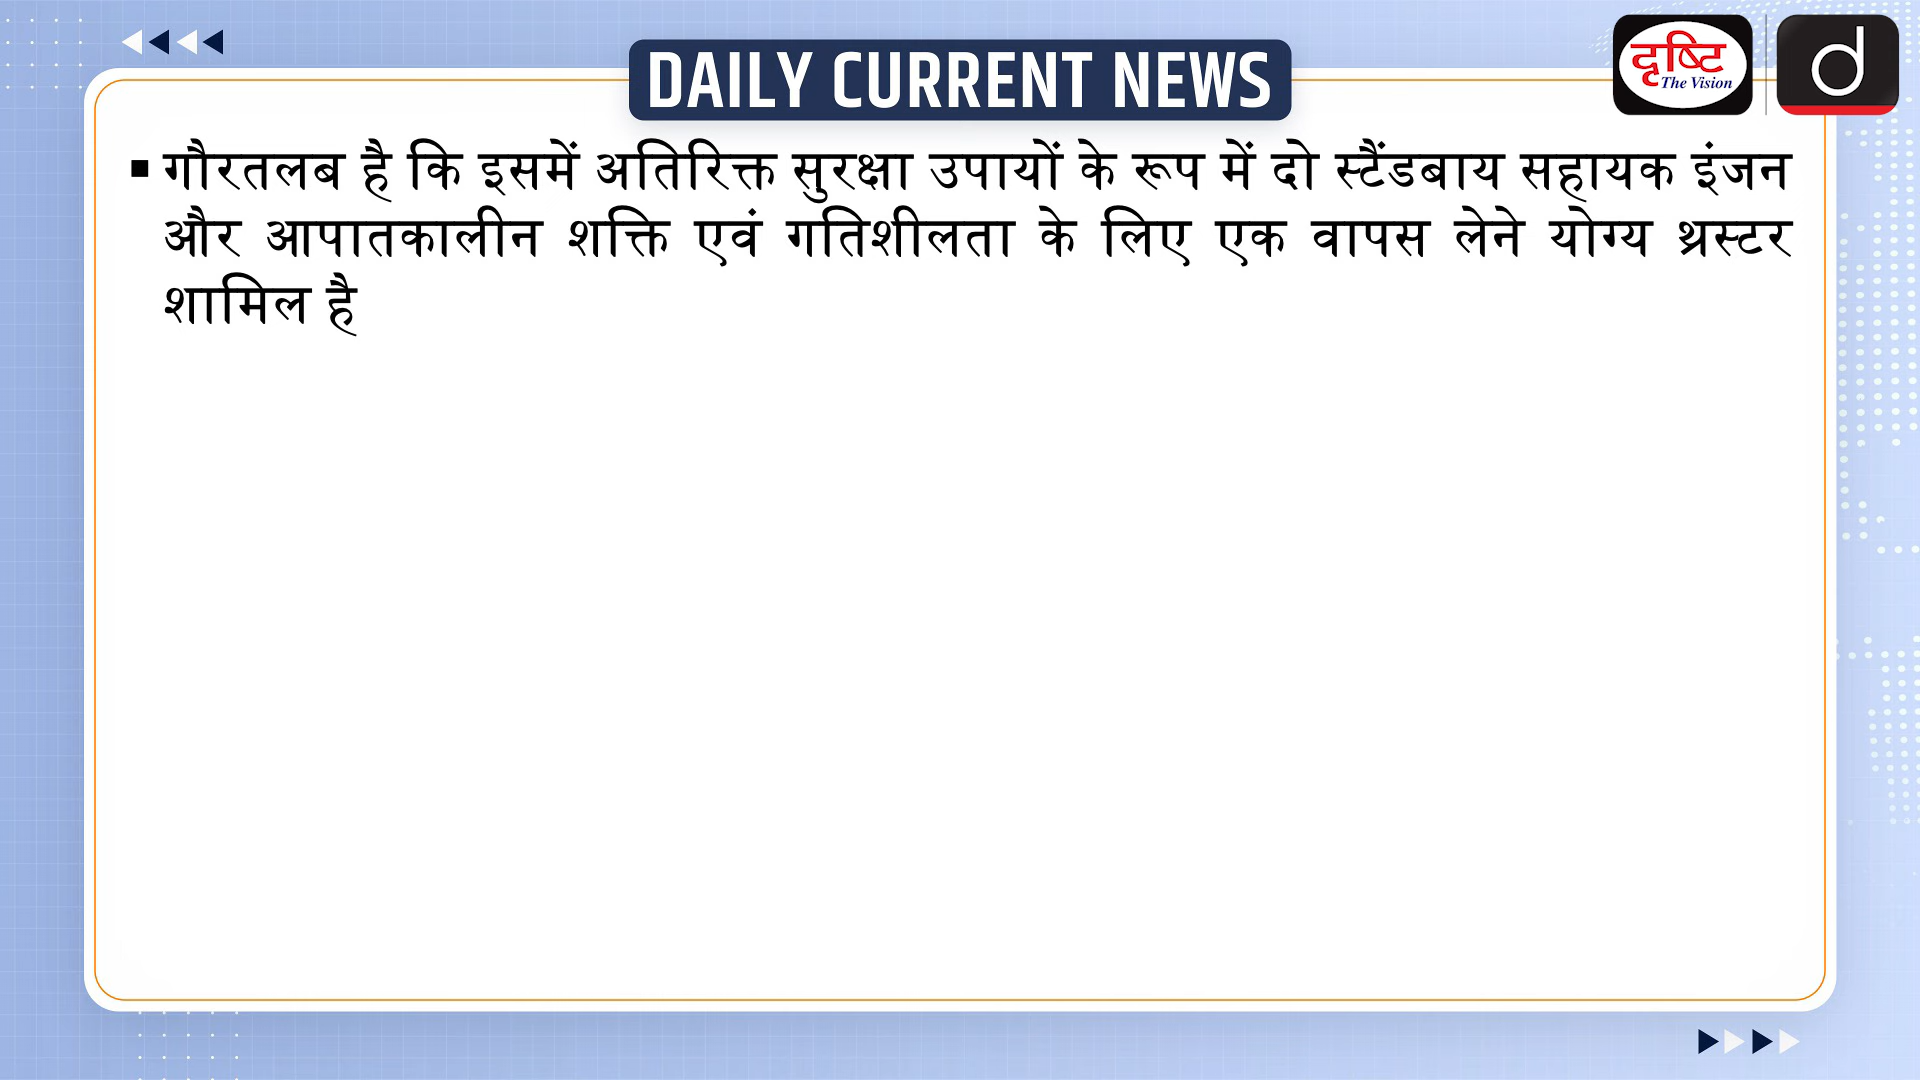 DAILY CURRENT NEWS
दृष्टि
The Vision
d
▪ गौरतलब है कि इसमें अतिरिक्त सुरक्षा उपायों के रूप में दो स्टैंडबाय सहायक इंजन
और आपातकालीन शक्ति एवं गतिशीलता के लिए एक वापस लेने योग्य थ्रस्टर
शामिल है